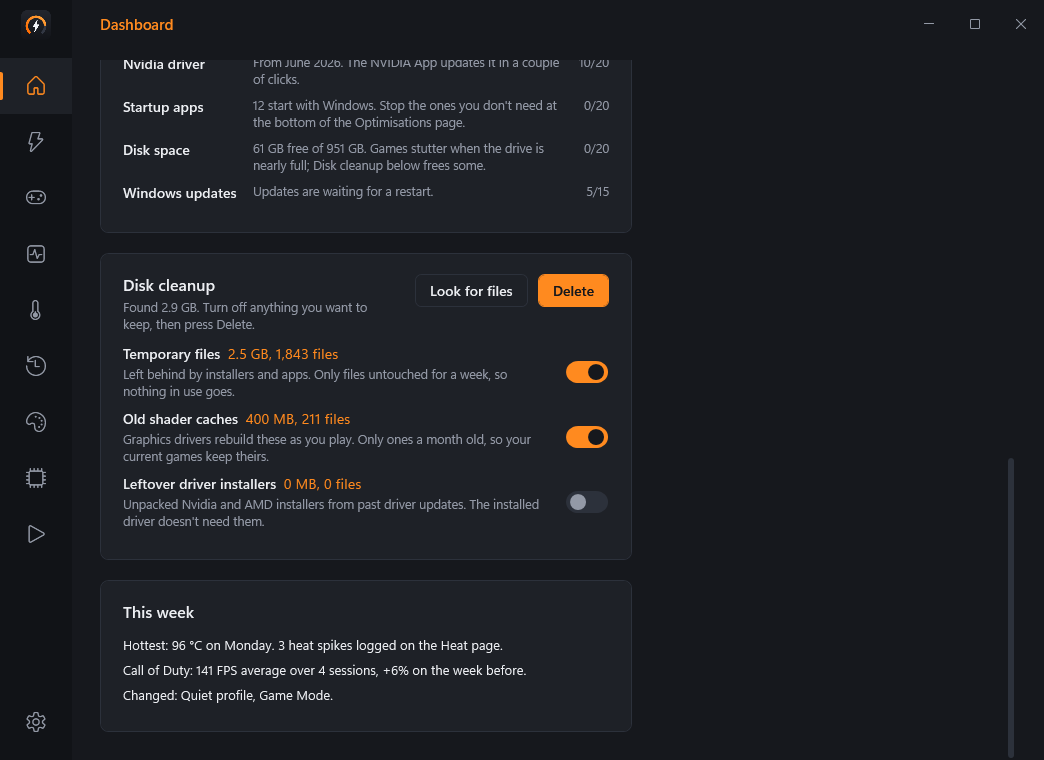 Dashboard
Nvidia driver
From June 2026. The NVIDIA App updates it in a couple
of clicks.
10/20
Startup apps
12 start with Windows. Stop the ones you don't need at
the bottom of the Optimisations page.
0/20
Disk space
61 GB free of 951 GB. Games stutter when the drive is
nearly full; Disk cleanup below frees some.
0/20
Windows updates
Updates are waiting for a restart.
5/15
Disk cleanup
Found 2.9 GB. Turn off anything you want to
keep, then press Delete.
Look for files
Delete
Temporary files 2.5 GB, 1,843 files
Left behind by installers and apps. Only files untouched for a week, so
nothing in use goes.
Old shader caches 400 MB, 211 files
Graphics drivers rebuild these as you play. Only ones a month old, so your
current games keep theirs.
Leftover driver installers 0 MB, 0 files
Unpacked Nvidia and AMD installers from past driver updates. The installed
driver doesn't need them.
This week
Hottest: 96 °C on Monday. 3 heat spikes logged on the Heat page.
Call of Duty: 141 FPS average over 4 sessions, +6% on the week before.
Changed: Quiet profile, Game Mode.